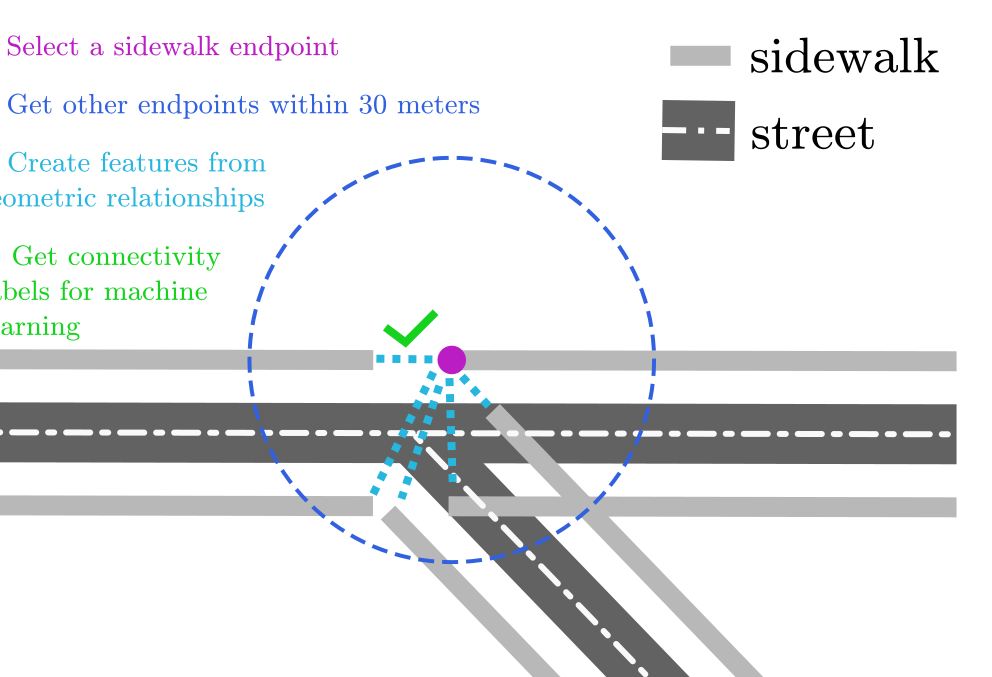 Select a sidewalk endpoint
Get other endpoints within 30 meters
Create features from
eometric relationships
Get connectivity
abels for machine
arning
sidewalk
street